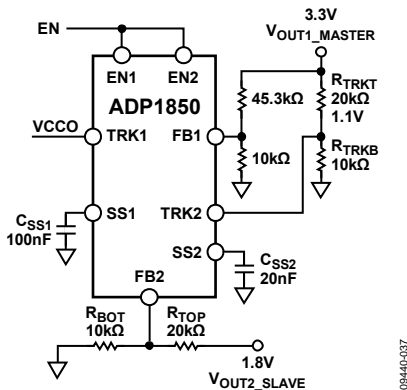 EN
3.3V
VOUT1_MASTER
EN1
EN2
ADP1850
45.3kΩ
RTRKT
20kΩ
1.1V
VCCO
TRK1
FB1
10kΩ
RTRKB
10kΩ
CSS1
100nF
SS1
TRK2
SS2
CSS2
20nF
FB2
RBOT
10kΩ
RTOP
20kΩ
1.8V
VOUT2_SLAVE
09440-037